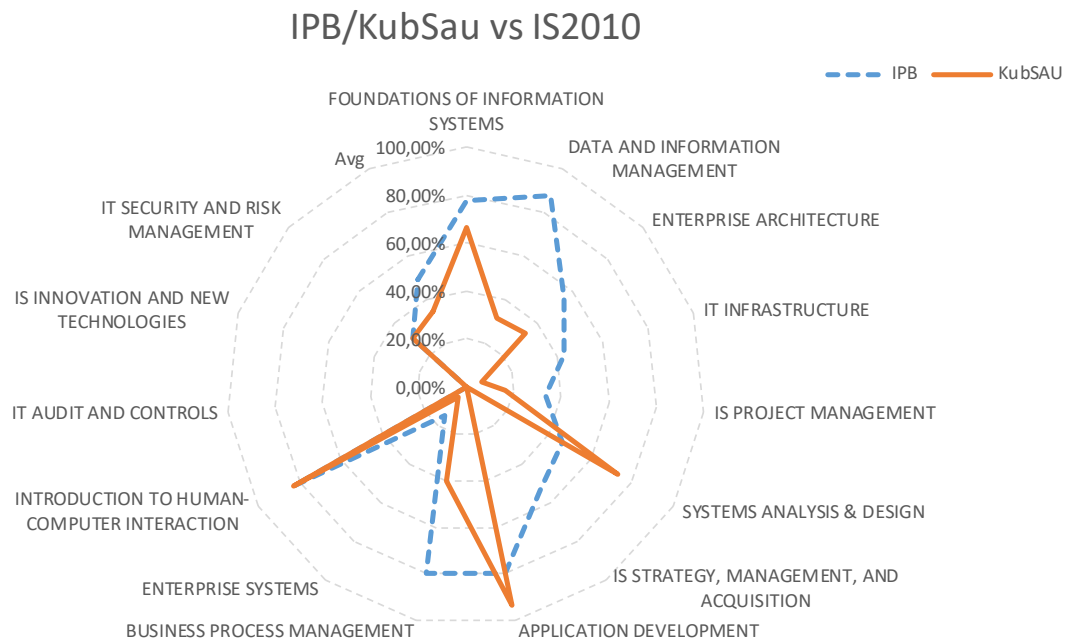 IPB/KubSau vs IS2010
IPB
KubSAU
FOUNDATIONS OF INFORMATION
SYSTEMS
DATA AND INFORMATION
MANAGEMENT
ENTERPRISE ARCHITECTURE
IT INFRASTRUCTURE
IS PROJECT MANAGEMENT
SYSTEMS ANALYSIS & DESIGN
IS STRATEGY, MANAGEMENT, AND
ACQUISITION
APPLICATION DEVELOPMENT
BUSINESS PROCESS MANAGEMENT
ENTERPRISE SYSTEMS
INTRODUCTION TO HUMAN-
COMPUTER INTERACTION
IT AUDIT AND CONTROLS
IS INNOVATION AND NEW
TECHNOLOGIES
IT SECURITY AND RISK
MANAGEMENT
Avg
100,00%
80,00%
60,00%
40,00%
20,00%
0,00%